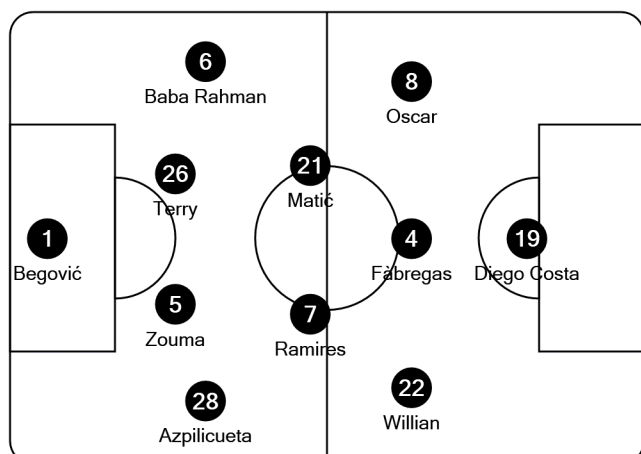 6
Baba Rahman
8
Oscar
26
Terry
21
Matić
1
Begović
4
Fàbregas
19
Diego Costa
5
Zouma
7
Ramires
28
Azpilicueta
22
Willian